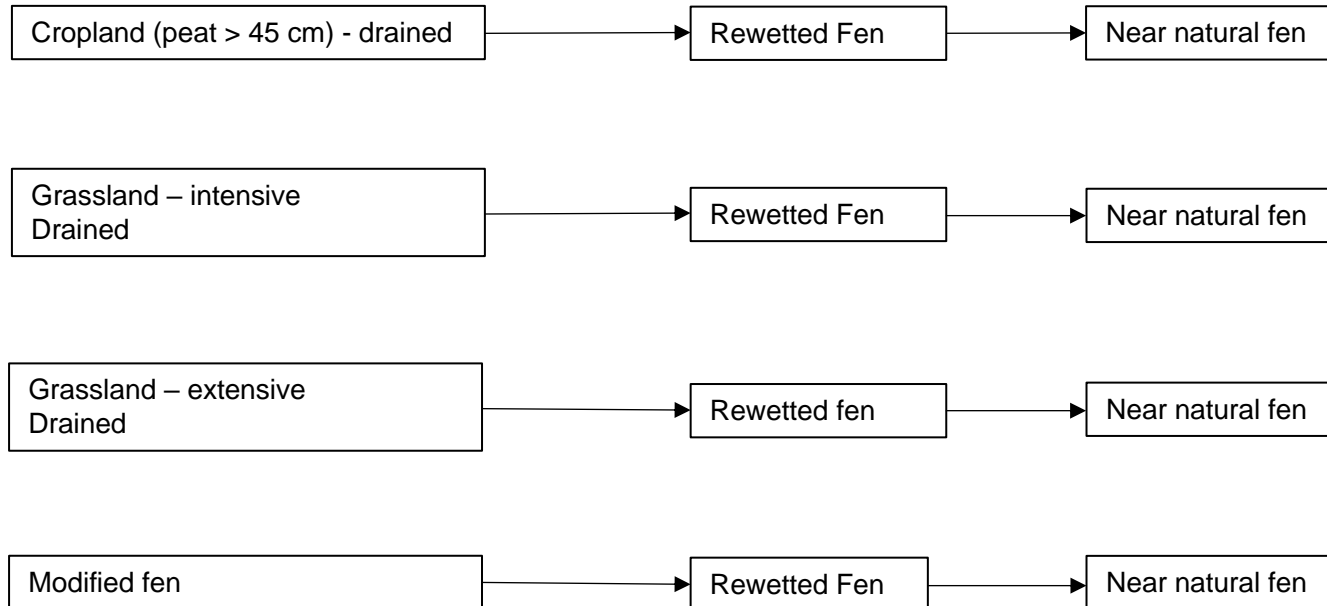 Cropland (peat > 45 cm) - drained
Rewetted Fen
Near natural fen
Grassland – intensive
Drained
Rewetted Fen
Near natural fen
Grassland – extensive
Drained
Rewetted fen
Near natural fen
Modified fen
Rewetted Fen
Near natural fen